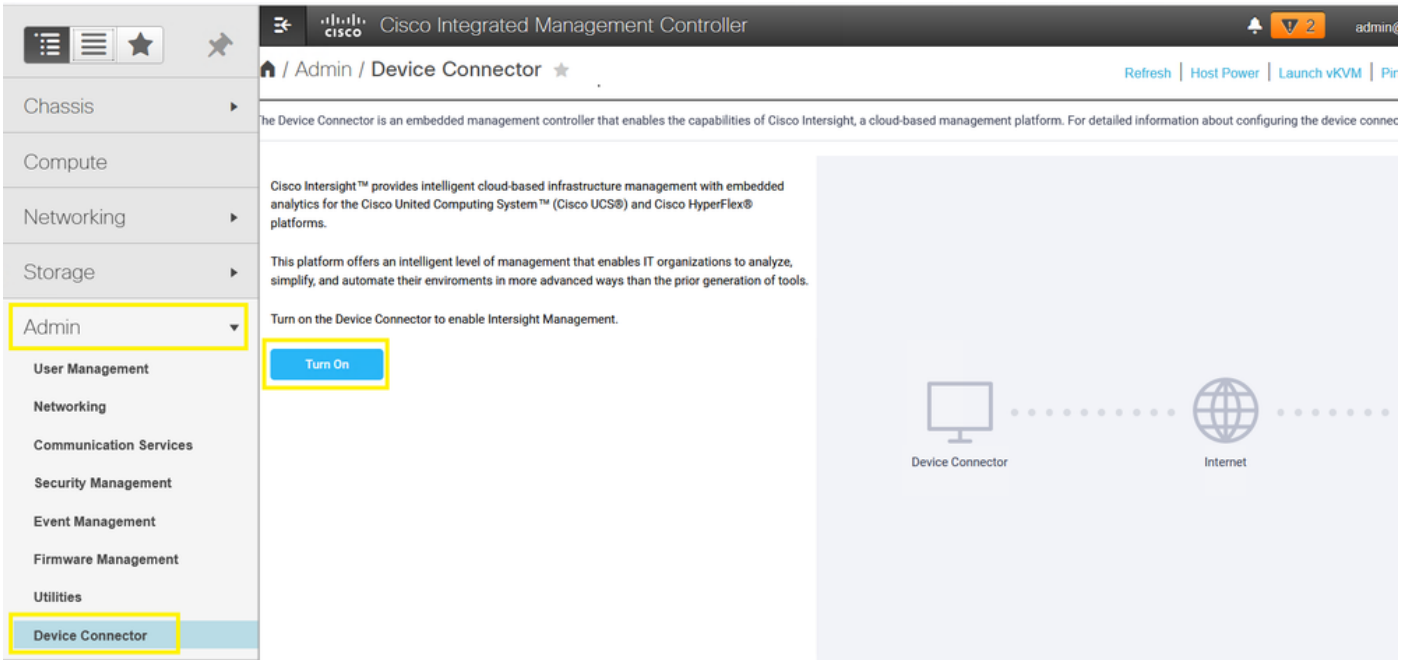 cisco Cisco Integrated Management Controller
2
admin@
/ Admin / Device Connector
Refresh | Host Power | Launch vKVM | Pin
Chassis
Compute
Networking
Storage
Admin
User Management
Networking
Communication Services
Security Management
Event Management
Firmware Management
Utilities
Device Connector
The Device Connector is an embedded management controller that enables the capabilities of Cisco Intersight, a cloud-based management platform. For detailed information about configuring the device connec
Cisco Intersight™ provides intelligent cloud-based infrastructure management with embedded
analytics for the Cisco United Computing System™ (Cisco UCS®) and Cisco HyperFlex®
platforms.
This platform offers an intelligent level of management that enables IT organizations to analyze,
simplify, and automate their enviroments in more advanced ways than the prior generation of tools.
Turn on the Device Connector to enable Intersight Management.
Turn On
Device Connector
Internet